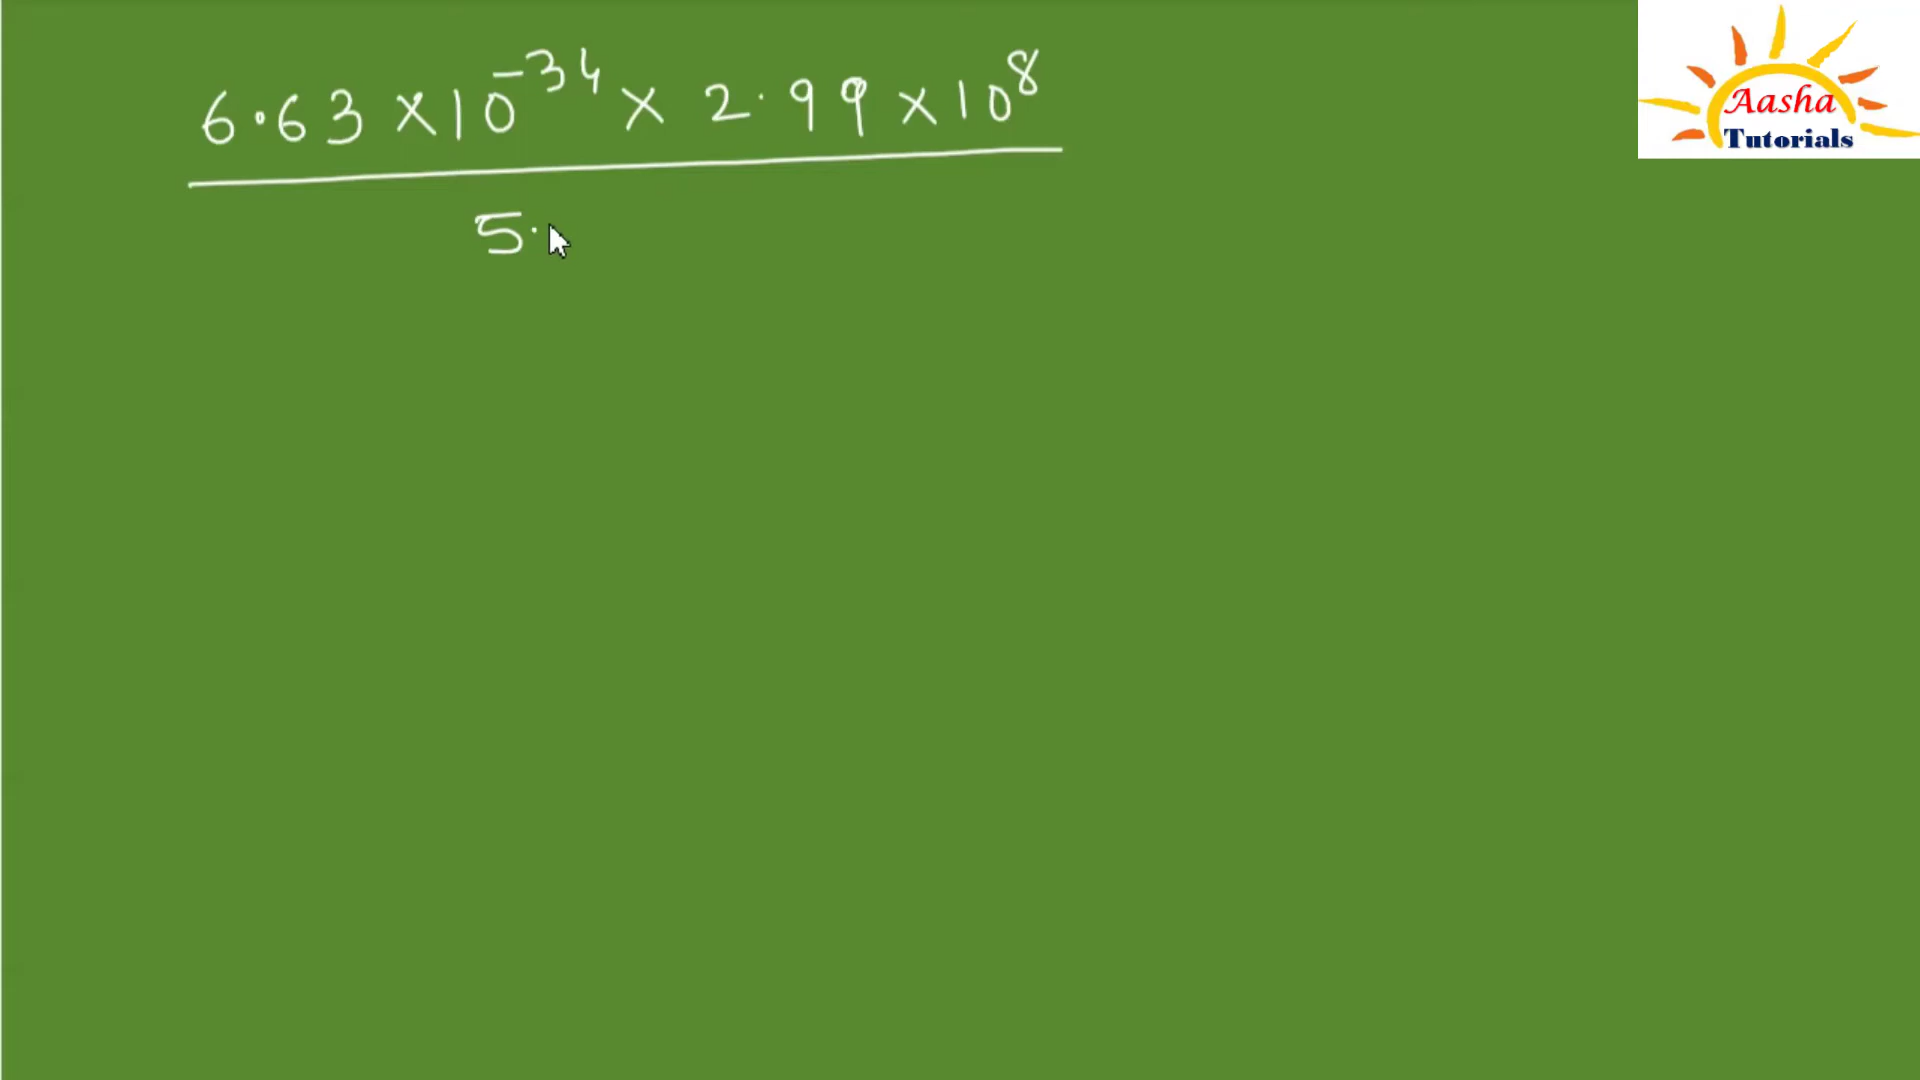 6.63 × 10⁻³⁴ × 2.99 × 10⁸
5.
Aasha
Tutorials